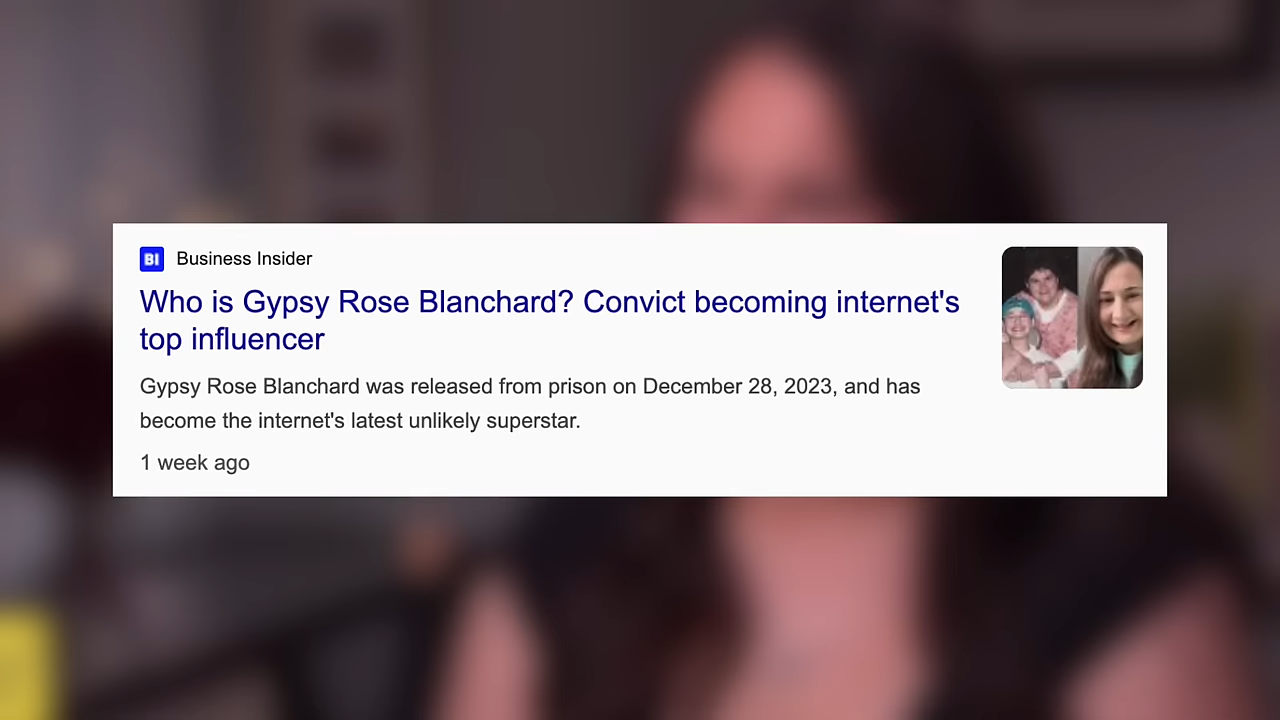 BI Business Insider
Who is Gypsy Rose Blanchard? Convict becoming internet's
top influencer
Gypsy Rose Blanchard was released from prison on December 28, 2023, and has
become the internet's latest unlikely superstar.
1 week ago